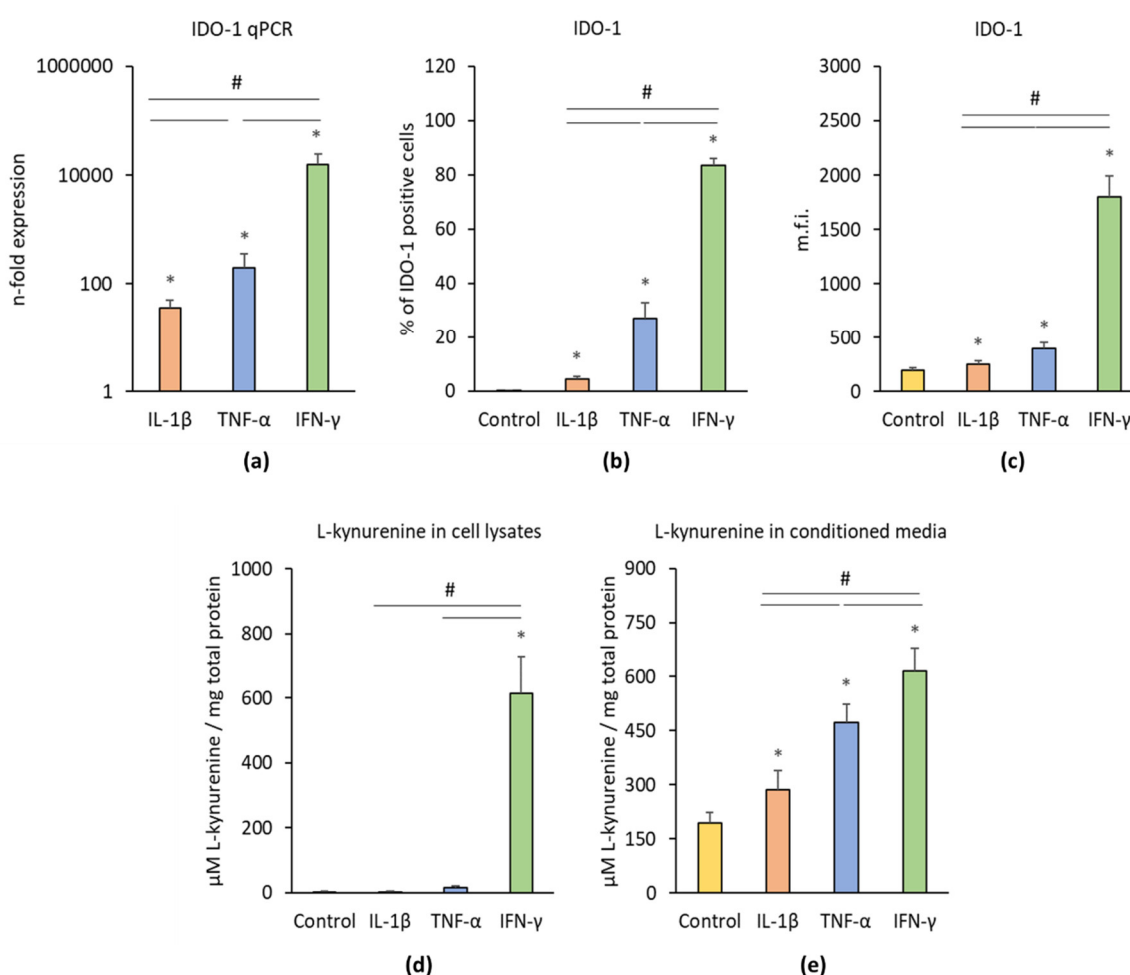 IDO-1 qPCR
n-fold expression
1000000
10000
100
1
#
*
*
*
IL-1β TNF-α IFN-γ
(a)
IDO-1
% of IDO-1 positive cells
120
100
80
60
40
20
0
#
*
*
*
Control IL-1β TNF-α IFN-γ
(b)
IDO-1
m.f.i.
3000
2500
2000
1500
1000
500
0
#
*
*
*
Control IL-1β TNF-α IFN-γ
(c)
L-kynurenine in cell lysates
µM L-kynurenine / mg total protein
1000
800
600
400
200
0
#
*
Control IL-1β TNF-α IFN-γ
(d)
L-kynurenine in conditioned media
µM L-kynurenine / mg total protein
900
750
600
450
300
150
0
#
*
*
*
Control IL-1β TNF-α IFN-γ
(e)